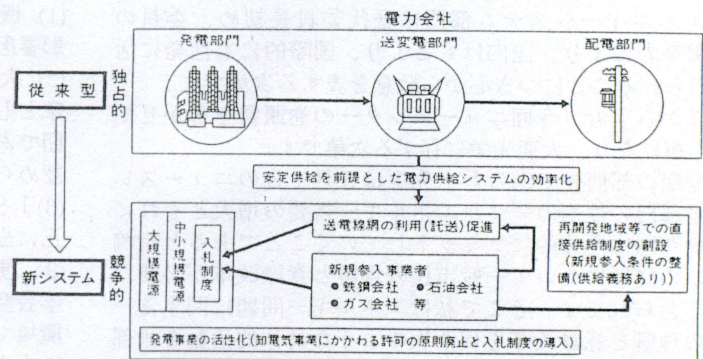 電力会社
発電部門
送変電部門
配電部門
従来型
独占的
安定供給を前提とした電力供給システムの効率化
新システム
競争的
大規模電源
中小規模電源
入札制度
送電線網の利用(託送)促進
新規参入事業者
●鉄鋼会社 ●石油会社
●ガス会社 等
再開発地域等での直
接供給制度の創設
(新規参入条件の整
備(供給義務あり))
発電事業の活性化(加電気事業にかかわる許可の原則廃止と入札制度の導入)